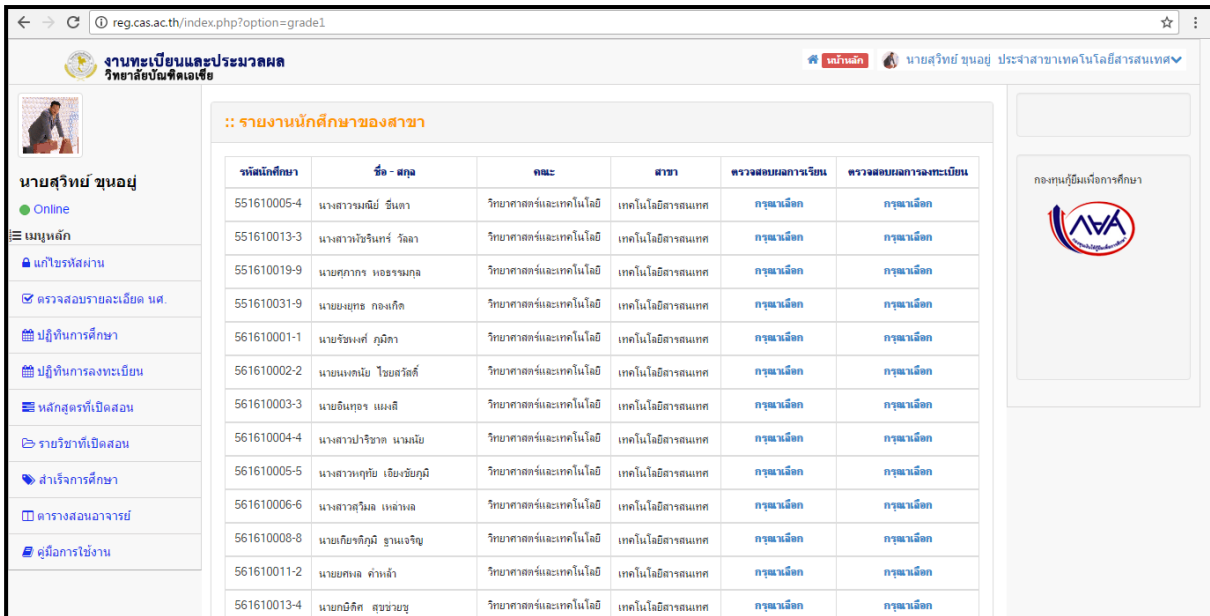 reg.cas.ac.th/index.php?option=grade1
งานทะเบียนและประมวลผล
วิทยาลัยบัณฑิตเอเซีย
หน้าหลัก
นายสุวิทย์ ขุนอยู่ ประจำสาขาเทคโนโลยีสารสนเทศ
นายสุวิทย์ ขุนอยู่
Online
เมนูหลัก
แก้ไขรหัสผ่าน
ตรวจสอบรายละเอียด นศ.
ปฏิทินการศึกษา
ปฏิทินการลงทะเบียน
หลักสูตรที่เปิดสอน
รายวิชาที่เปิดสอน
สำเร็จการศึกษา
ตารางสอนอาจารย์
คู่มือการใช้งาน
:: รายงานนักศึกษาของสาขา
รหัสนักศึกษา ชื่อ - สกุล คณะ สาขา ตรวจสอบผลการเรียน ตรวจสอบผลการลงทะเบียน
551610005-4 นางสาวรมณีย์ ชื่นตา วิทยาศาสตร์และเทคโนโลยี เทคโนโลยีสารสนเทศ กรุณาเลือก กรุณาเลือก
551610013-3 นางสาววัชรินทร์ วัลลา วิทยาศาสตร์และเทคโนโลยี เทคโนโลยีสารสนเทศ กรุณาเลือก กรุณาเลือก
551610019-9 นายศุภากร หอธรรมกุล วิทยาศาสตร์และเทคโนโลยี เทคโนโลยีสารสนเทศ กรุณาเลือก กรุณาเลือก
551610031-9 นายยงยุทธ กองเกิด วิทยาศาสตร์และเทคโนโลยี เทคโนโลยีสารสนเทศ กรุณาเลือก กรุณาเลือก
561610001-1 นายรัชพงศ์ ภูมิดา วิทยาศาสตร์และเทคโนโลยี เทคโนโลยีสารสนเทศ กรุณาเลือก กรุณาเลือก
561610002-2 นายนพดนัย ไชยสวัสดิ์ วิทยาศาสตร์และเทคโนโลยี เทคโนโลยีสารสนเทศ กรุณาเลือก กรุณาเลือก
561610003-3 นายอินทุอร แผงสี วิทยาศาสตร์และเทคโนโลยี เทคโนโลยีสารสนเทศ กรุณาเลือก กรุณาเลือก
561610004-4 นางสาวปาริชาต นามนัย วิทยาศาสตร์และเทคโนโลยี เทคโนโลยีสารสนเทศ กรุณาเลือก กรุณาเลือก
561610005-5 นางสาวหฤทัย เอียงชัยภูมิ วิทยาศาสตร์และเทคโนโลยี เทคโนโลยีสารสนเทศ กรุณาเลือก กรุณาเลือก
561610006-6 นางสาวสุวิมล เหล่าพล วิทยาศาสตร์และเทคโนโลยี เทคโนโลยีสารสนเทศ กรุณาเลือก กรุณาเลือก
561610008-8 นายเกียรติภูมิ ฐานเจริญ วิทยาศาสตร์และเทคโนโลยี เทคโนโลยีสารสนเทศ กรุณาเลือก กรุณาเลือก
561610011-2 นายยศพล คำหล้า วิทยาศาสตร์และเทคโนโลยี เทคโนโลยีสารสนเทศ กรุณาเลือก กรุณาเลือก
561610013-4 นายกษิดิศ สุขช่วยชู วิทยาศาสตร์และเทคโนโลยี เทคโนโลยีสารสนเทศ กรุณาเลือก กรุณาเลือก
กองทุนกู้ยืมเพื่อการศึกษา